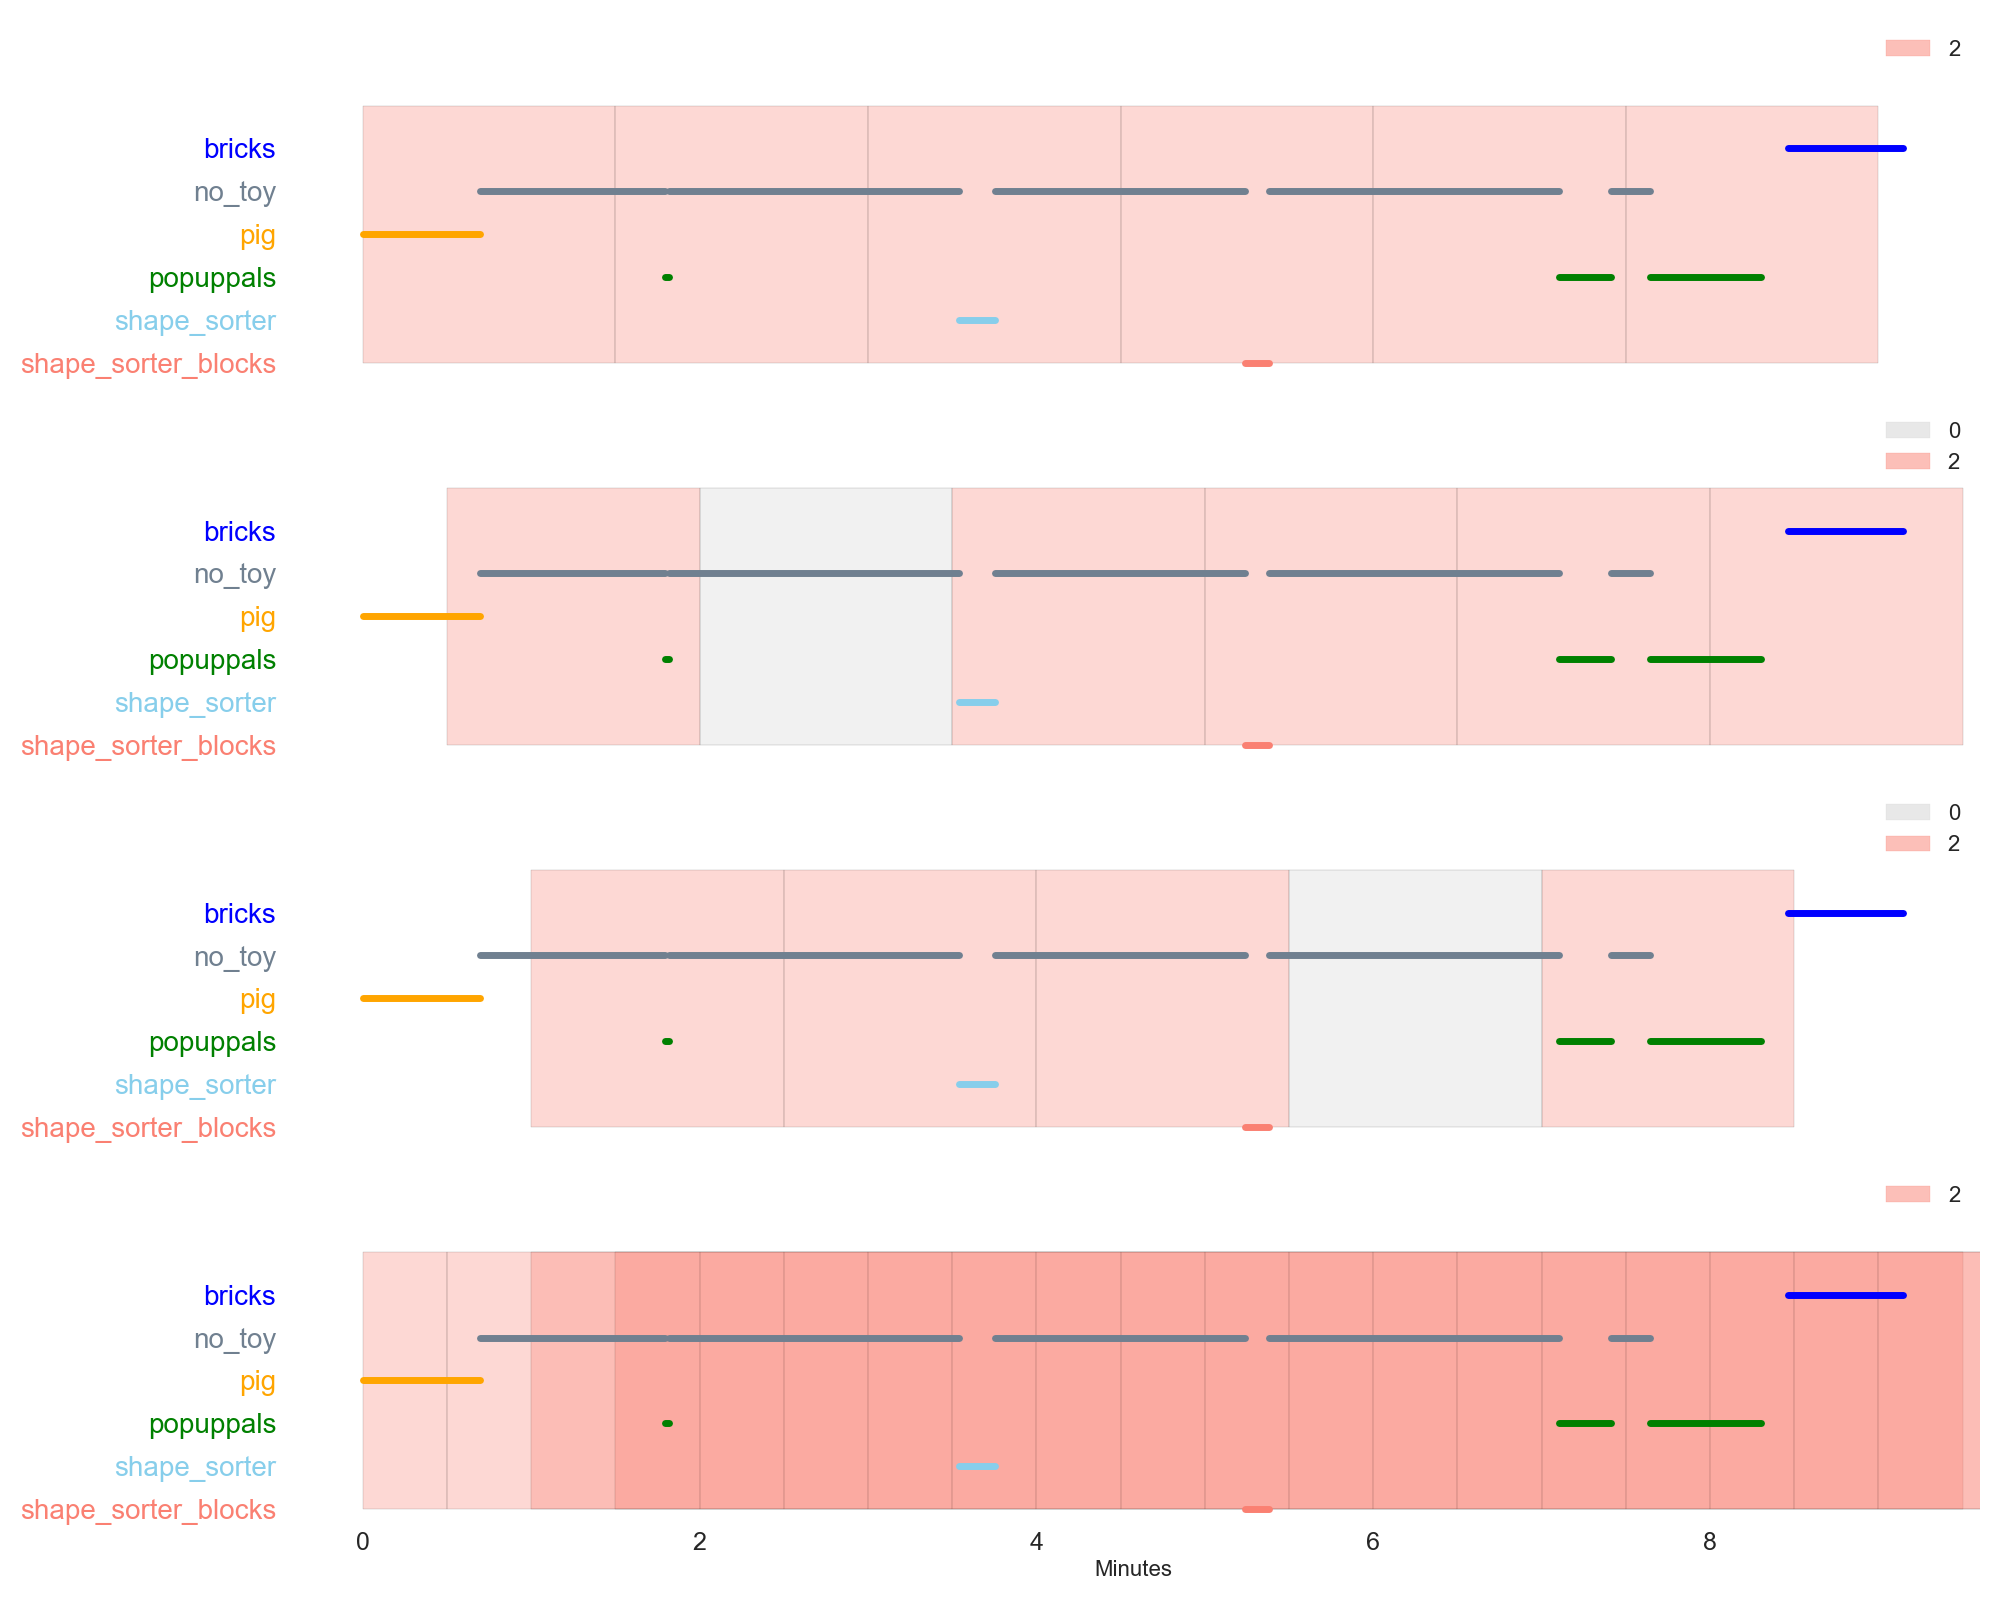 2
bricks
no_toy
pig
popuppals
shape_sorter
shape_sorter_blocks
0
2
bricks
no_toy
pig
popuppals
shape_sorter
shape_sorter_blocks
0
2
bricks
no_toy
pig
popuppals
shape_sorter
shape_sorter_blocks
2
bricks
no_toy
pig
popuppals
shape_sorter
shape_sorter_blocks
0 2 4 6 8
Minutes